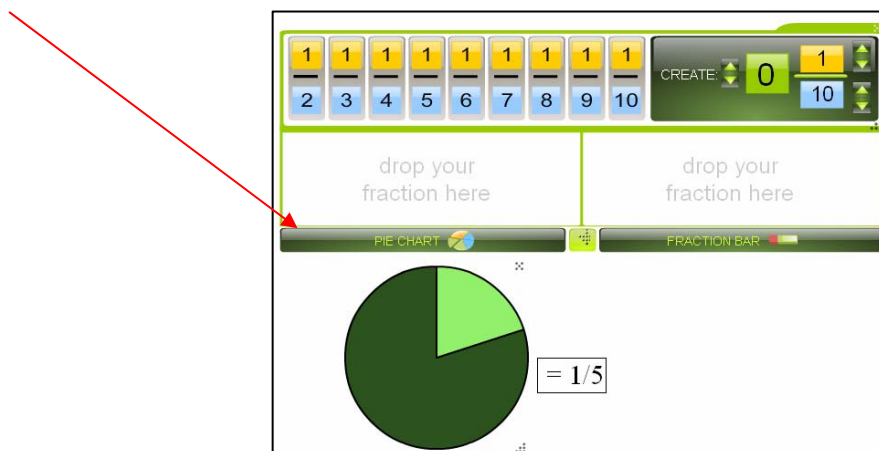 1 1 1 1 1 1 1 1 1
2 3 4 5 6 7 8 9 10
CREATE: 0 1
10
drop your
fraction here
drop your
fraction here
PIE CHART
FRACTION BAR
= 1/5